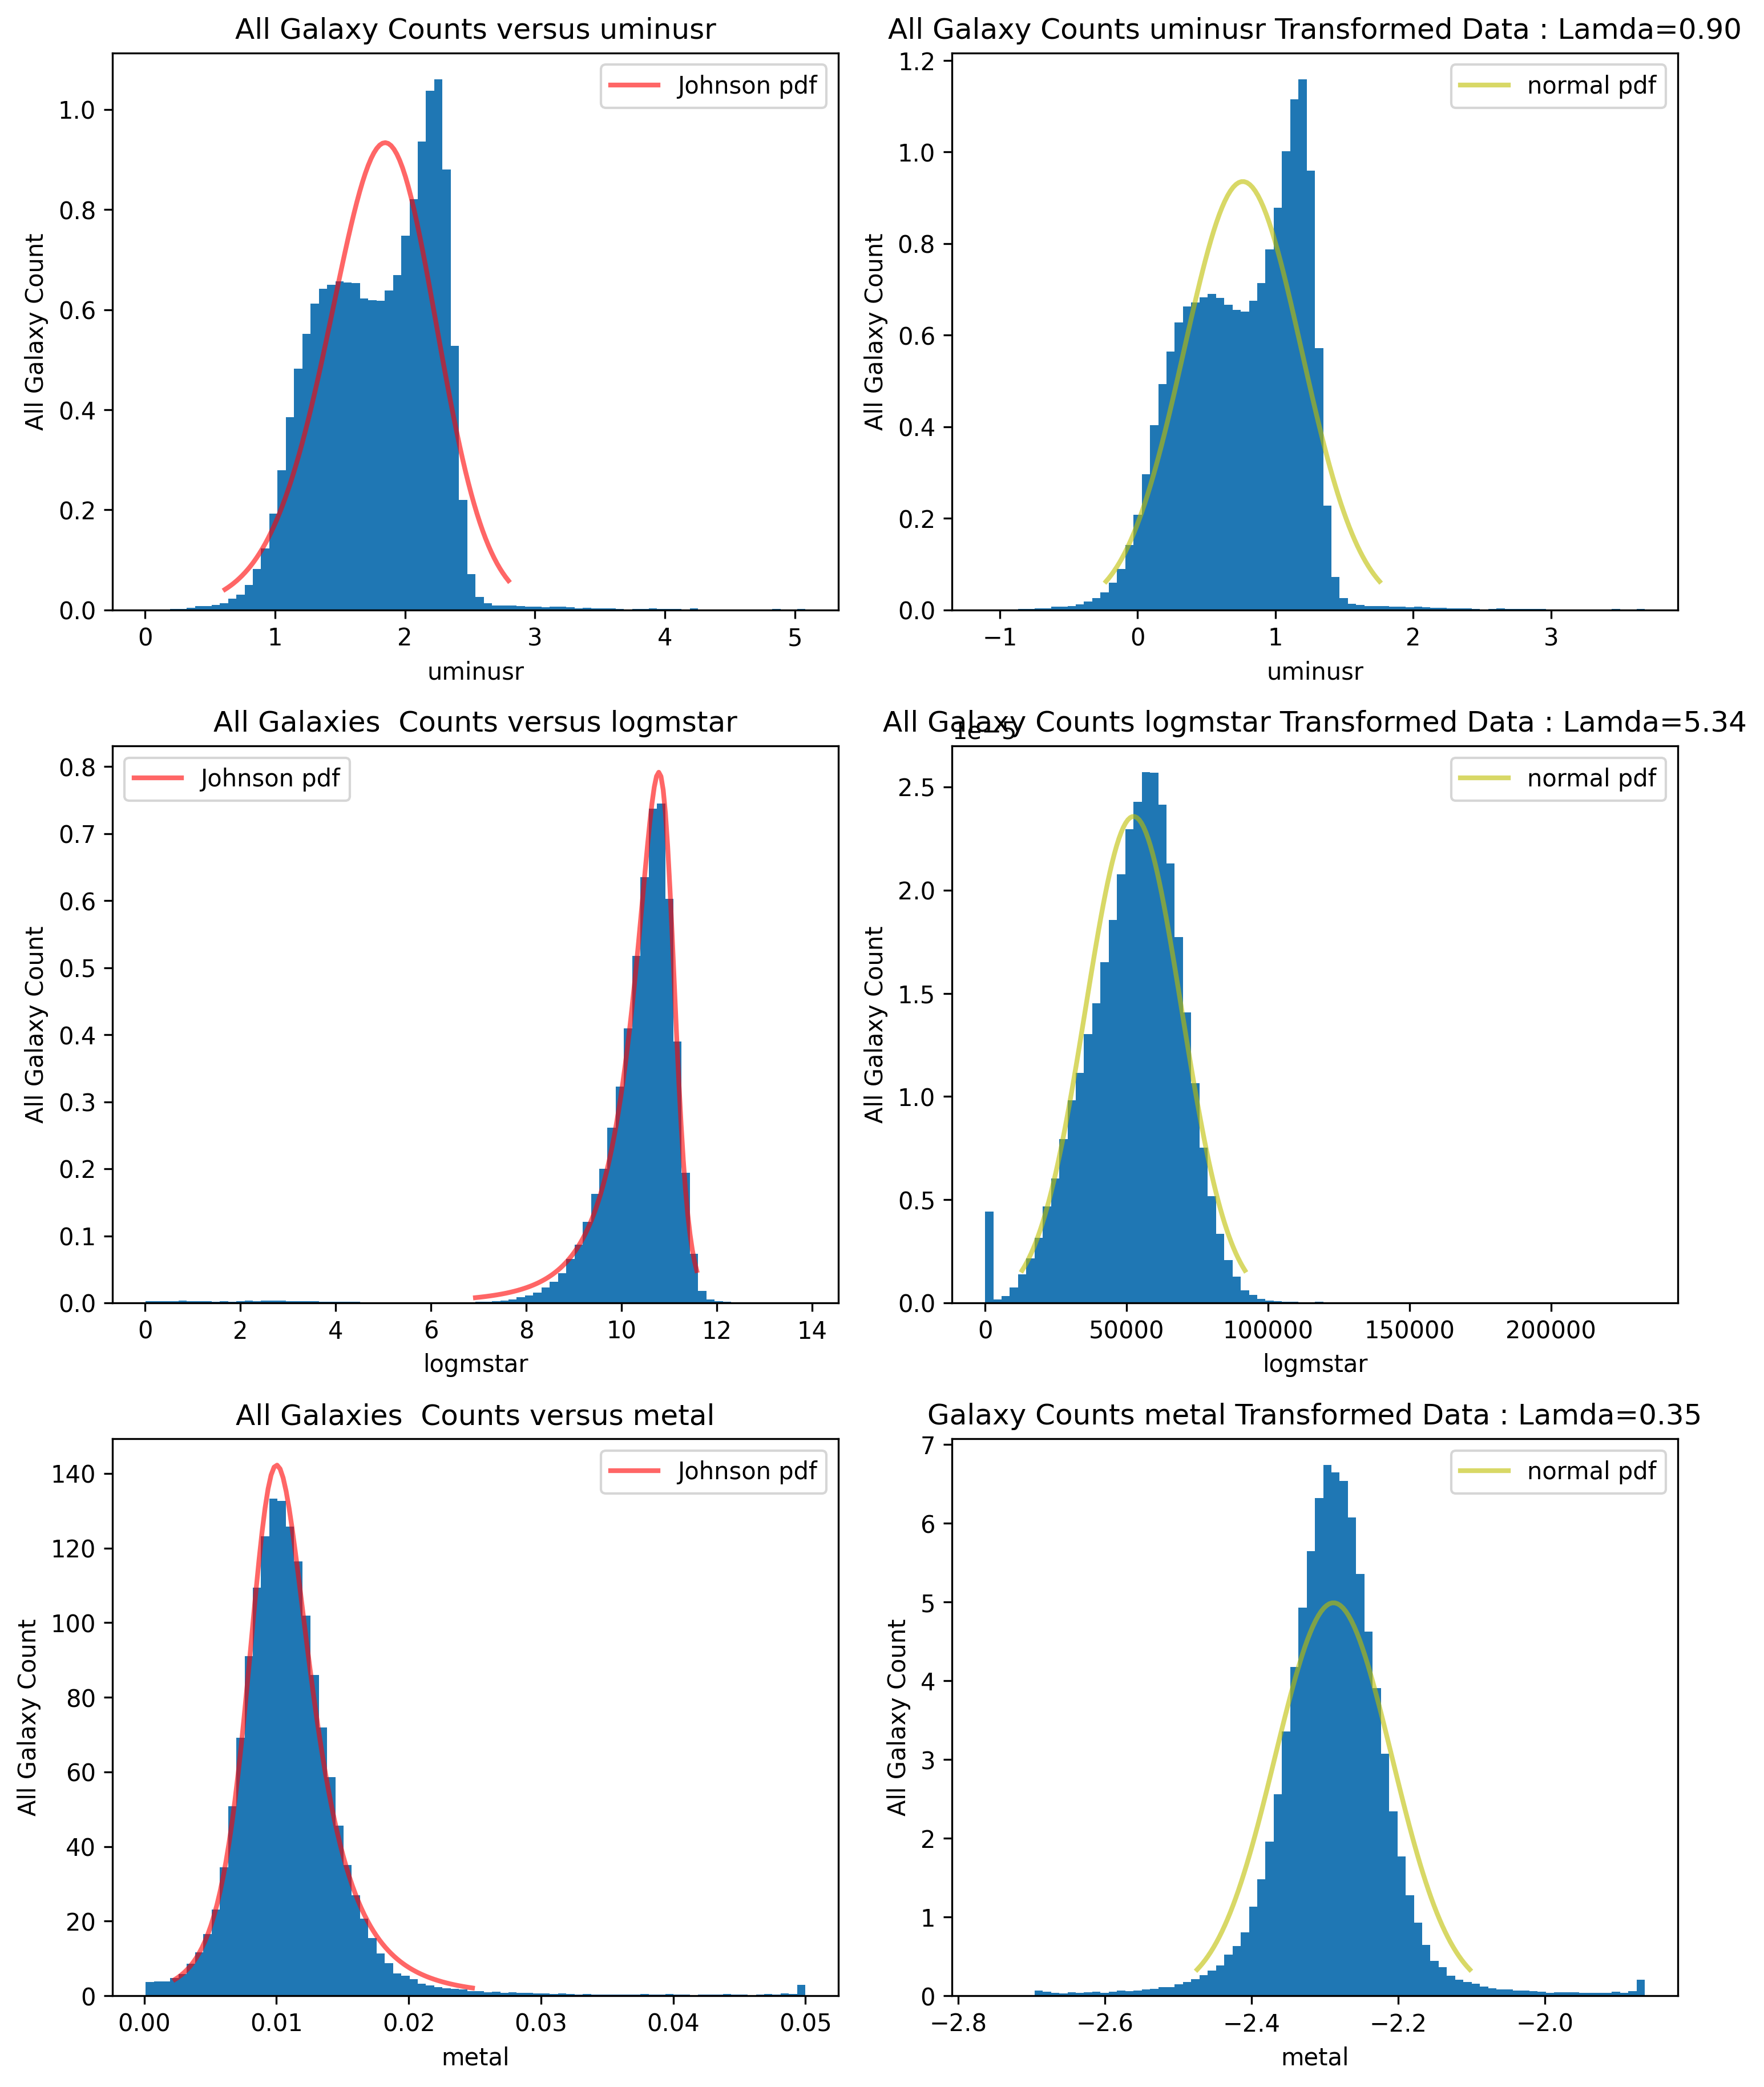 All Galaxy Counts versus uminusr
Johnson pdf
All Galaxy Count
1.0
0.8
0.6
0.4
0.2
0.0
0 1 2 3 4 5
uminusr
All Galaxy Counts uminusr Transformed Data : Lamda=0.90
normal pdf
All Galaxy Count
1.2
1.0
0.8
0.6
0.4
0.2
0.0
−1 0 1 2 3
uminusr
All Galaxies  Counts versus logmstar
Johnson pdf
All Galaxy Count
0.8
0.7
0.6
0.5
0.4
0.3
0.2
0.1
0.0
0 2 4 6 8 10 12 14
logmstar
All Galaxy Counts logmstar Transformed Data : Lamda=5.34
1e−5
normal pdf
All Galaxy Count
2.5
2.0
1.5
1.0
0.5
0.0
0 50000 100000 150000 200000
logmstar
All Galaxies  Counts versus metal
Johnson pdf
All Galaxy Count
140
120
100
80
60
40
20
0
0.00 0.01 0.02 0.03 0.04 0.05
metal
Galaxy Counts metal Transformed Data : Lamda=0.35
normal pdf
All Galaxy Count
7
6
5
4
3
2
1
0
−2.8 −2.6 −2.4 −2.2 −2.0
metal